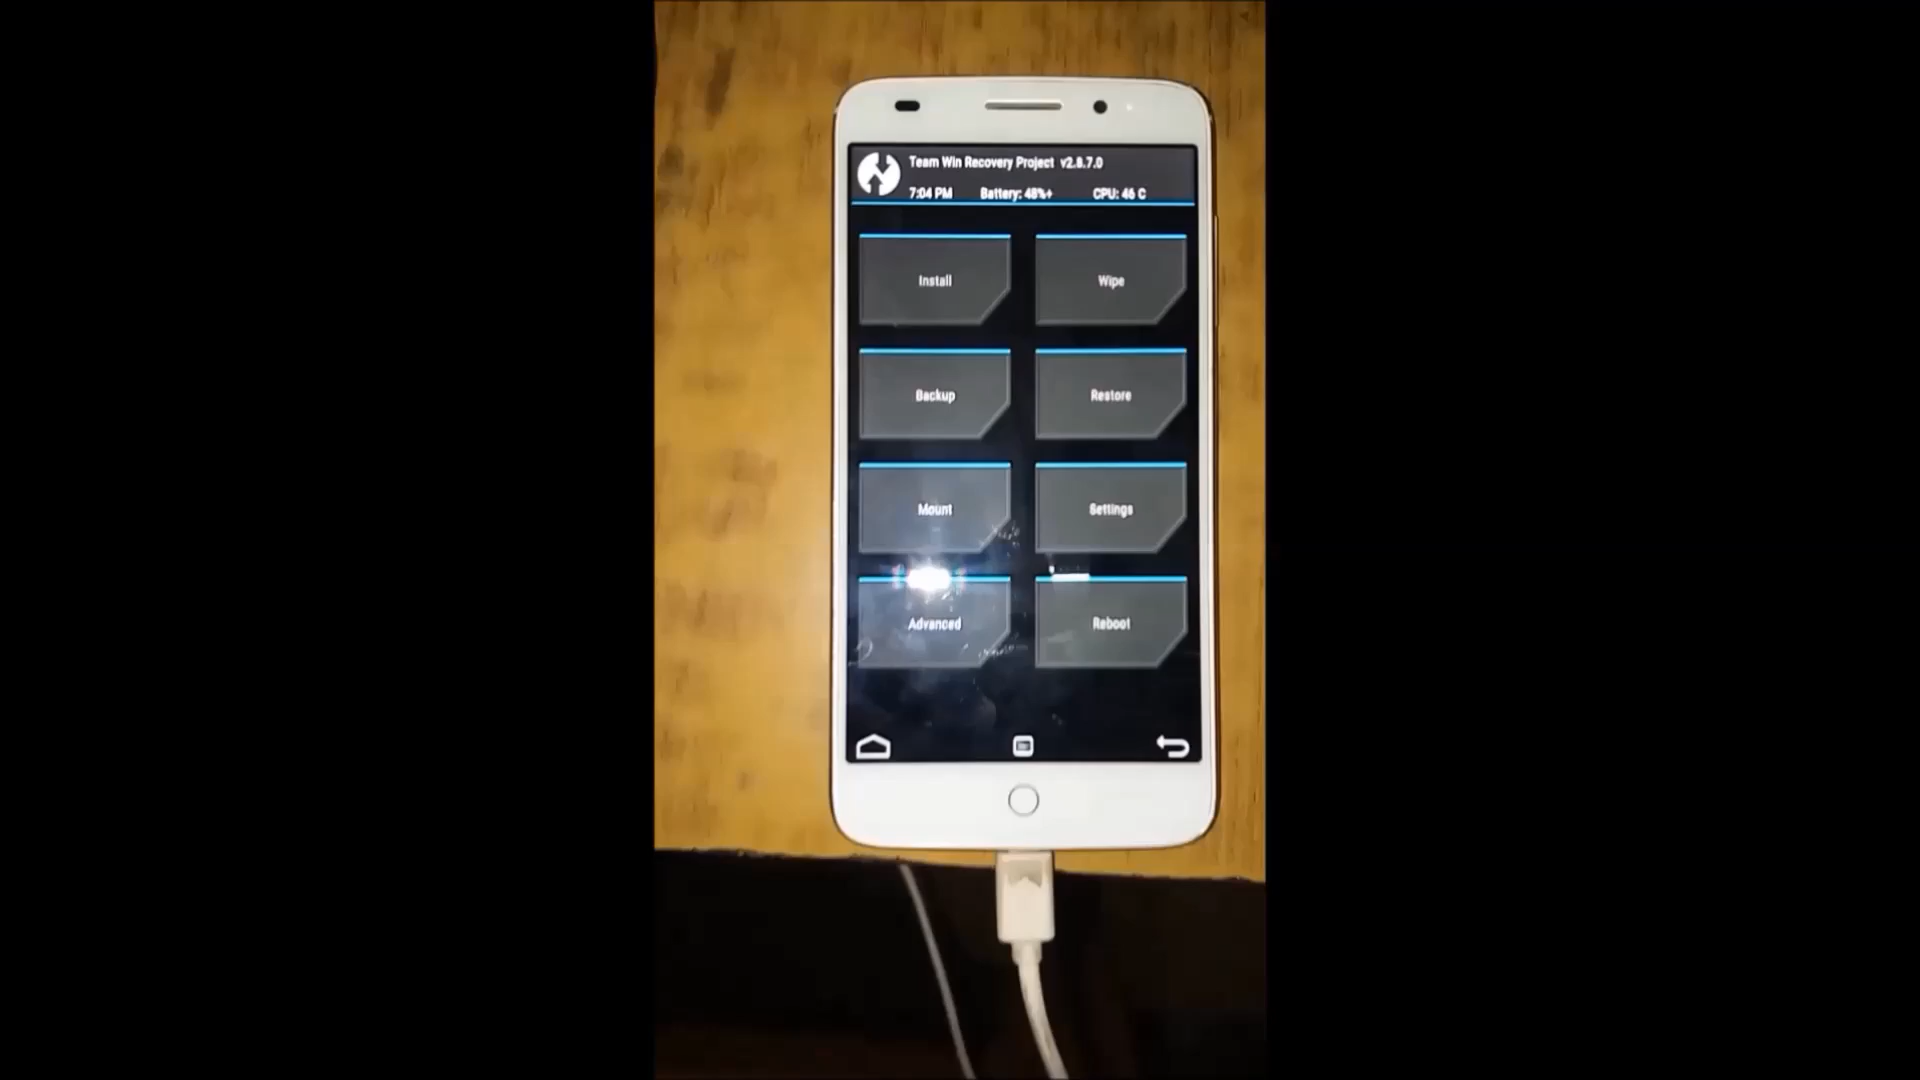 Team Win Recovery Project v2.8.7.0
7:04 PM Battery: 48%+ CPU: 46 C
Install Wipe
Backup Restore
Mount Settings
Advanced Reboot